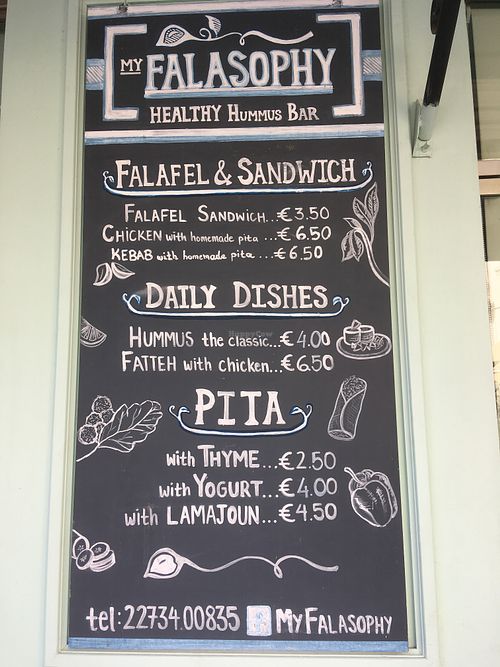 MY FALASOPHY
HEALTHY HUMMUS BAR
FALAFEL & SANDWICH
FALAFEL SANDWICH...€3.50
CHICKEN with homemade pita ...€6.50
KEBAB with homemade pita ...€6.50
DAILY DISHES
HappyCow
HUMMUS the classic...€4.00
FATTEH with chicken...€6.50
PITA
with THYME...€2.50
with YOGURT...€4.00
with LAMAJOUN...€4.50
tel:22734.00835 f MYFALASOPHY